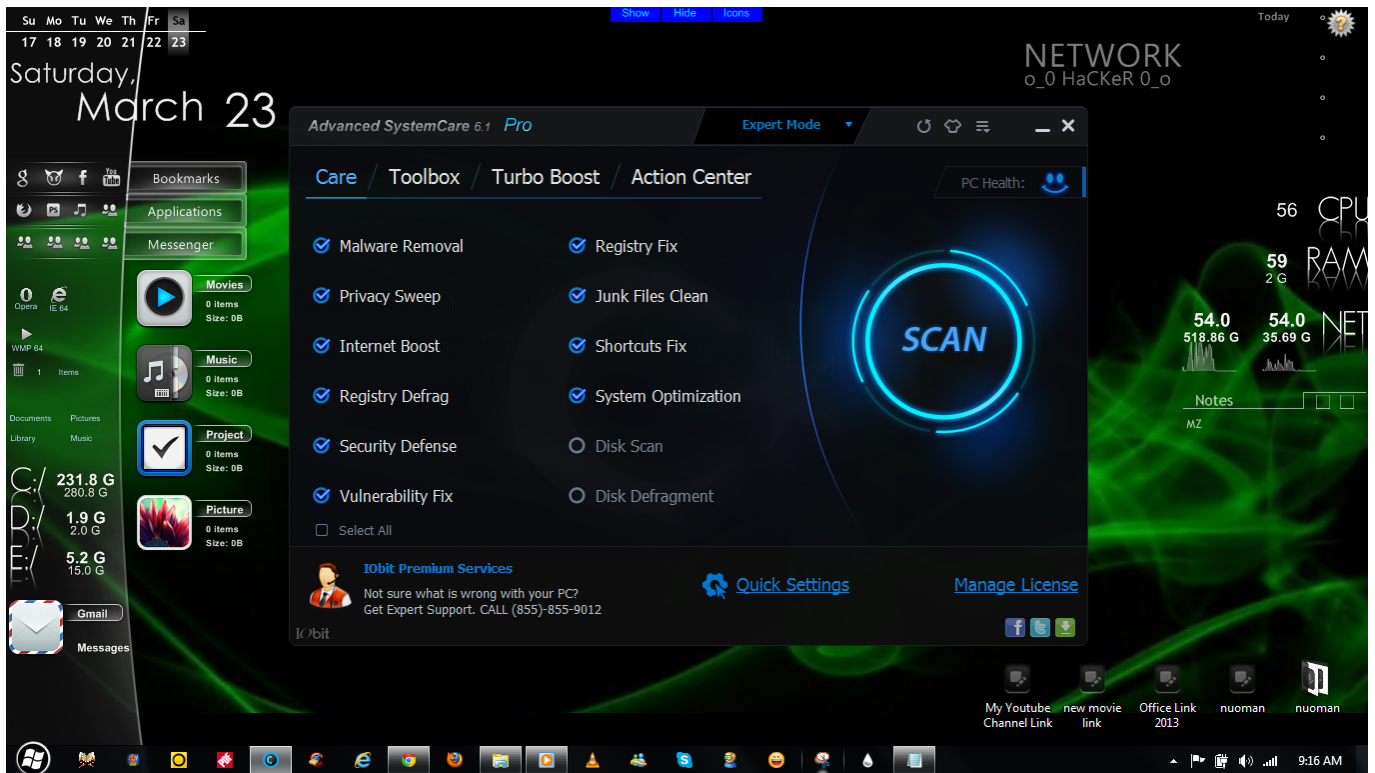 Su Mo Tu We Th Fr Sa
17 18 19 20 21 22 23
Saturday,
March 23
Show Hide Icons
Today
NETWORK
o_0 HaCKeR 0_o
Advanced SystemCare 6.1 Pro
Expert Mode
Care / Toolbox / Turbo Boost / Action Center
PC Health:
Malware Removal
Registry Fix
Privacy Sweep
Junk Files Clean
Internet Boost
Shortcuts Fix
Registry Defrag
System Optimization
Security Defense
Disk Scan
Vulnerability Fix
Disk Defragment
Select All
SCAN
IObit Premium Services
Not sure what is wrong with your PC?
Get Expert Support. CALL (855)-855-9012
Quick Settings
Manage License
IObit
You
Tube
Bookmarks
Applications
Messenger
Opera
IE 64
WMP 64
1 Items
Documents Pictures
Library Music
Movies
0 items
Size: 0B
Music
0 items
Size: 0B
Project
0 items
Size: 0B
Picture
0 items
Size: 0B
C:/ 231.8 G
280.8 G
D:/ 1.9 G
2.0 G
E:/ 5.2 G
15.0 G
Gmail
Messages
56 CPU
59 RAM
2 G
54.0 54.0 NET
518.86 G 35.69 G
Notes
MZ
My Youtube
Channel Link
new movie
link
Office Link
2013
nuoman
nuoman
9:16 AM